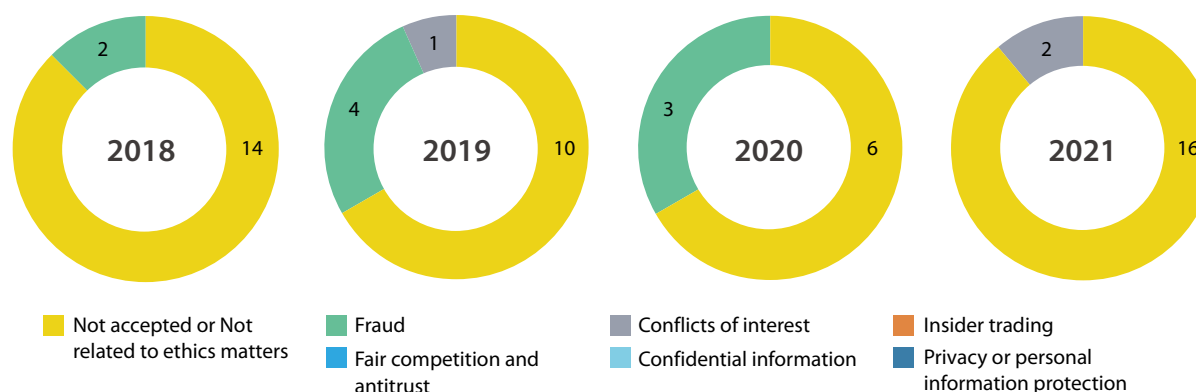 2
2018
14
1
4
2019
10
3
2020
6
2
2021
16
Not accepted or Not
related to ethics matters
Fraud
Fair competition and
antitrust
Conflicts of interest
Confidential information
Insider trading
Privacy or personal
information protection